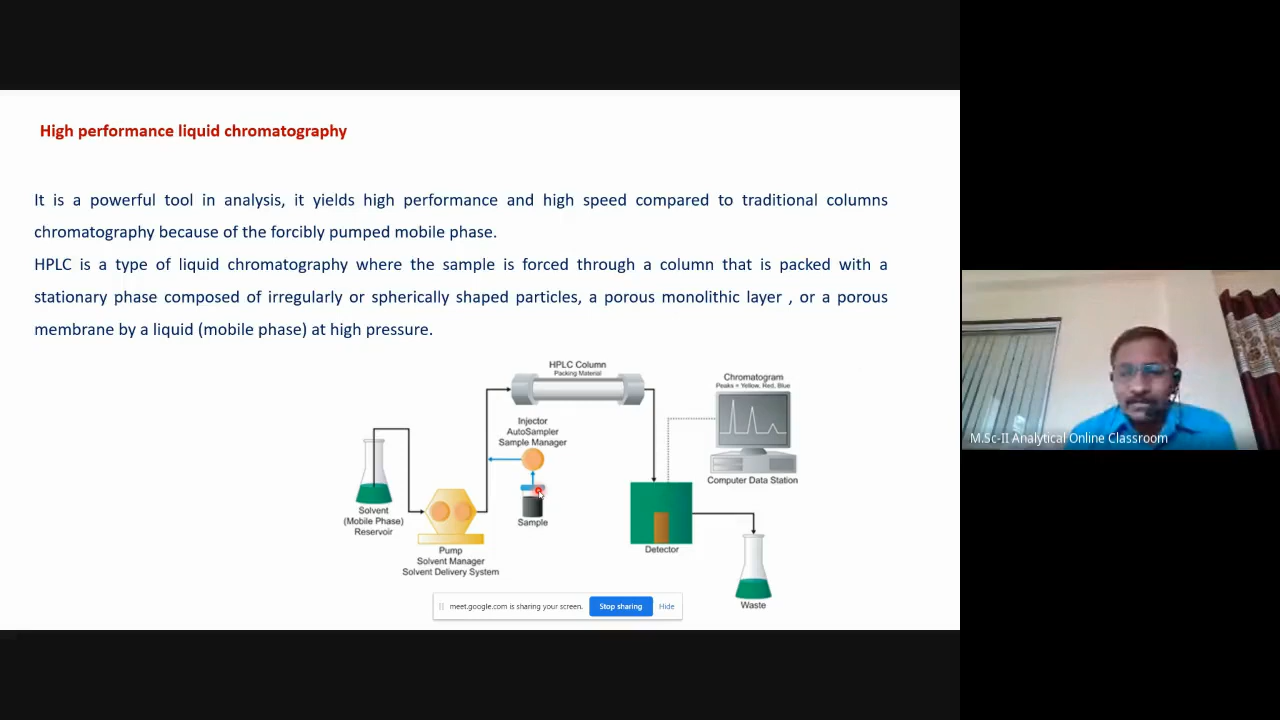 High performance liquid chromatography
It is a powerful tool in analysis, it yields high performance and high speed compared to traditional columns
chromatography because of the forcibly pumped mobile phase.
HPLC is a type of liquid chromatography where the sample is forced through a column that is packed with a
stationary phase composed of irregularly or spherically shaped particles, a porous monolithic layer , or a porous
membrane by a liquid (mobile phase) at high pressure.
HPLC Column
Packing Material
Chromatogram
Peaks = Yellow, Red, Blue
Injector
AutoSampler
Sample Manager
Computer Data Station
Solvent
(Mobile Phase)
Reservoir
Sample
Pump
Solvent Manager
Solvent Delivery System
Detector
Waste
meet.google.com is sharing your screen.
Stop sharing
Hide
M.Sc-II Analytical Online Classroom